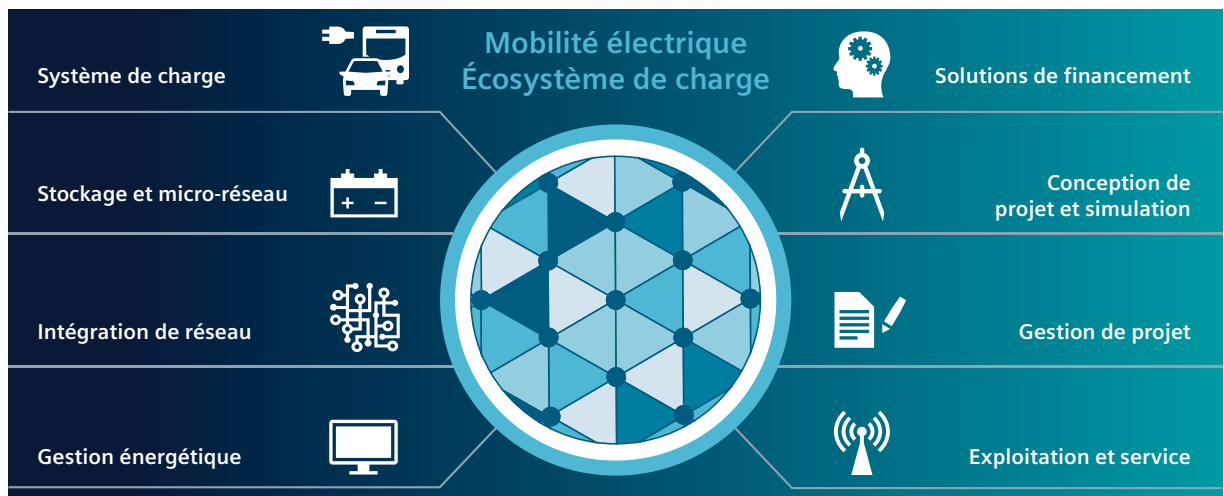 Mobilité électrique
Écosystème de charge
Système de charge
Stockage et micro-réseau
+ −
Intégration de réseau
Gestion énergétique
Solutions de financement
Conception de
projet et simulation
Gestion de projet
Exploitation et service